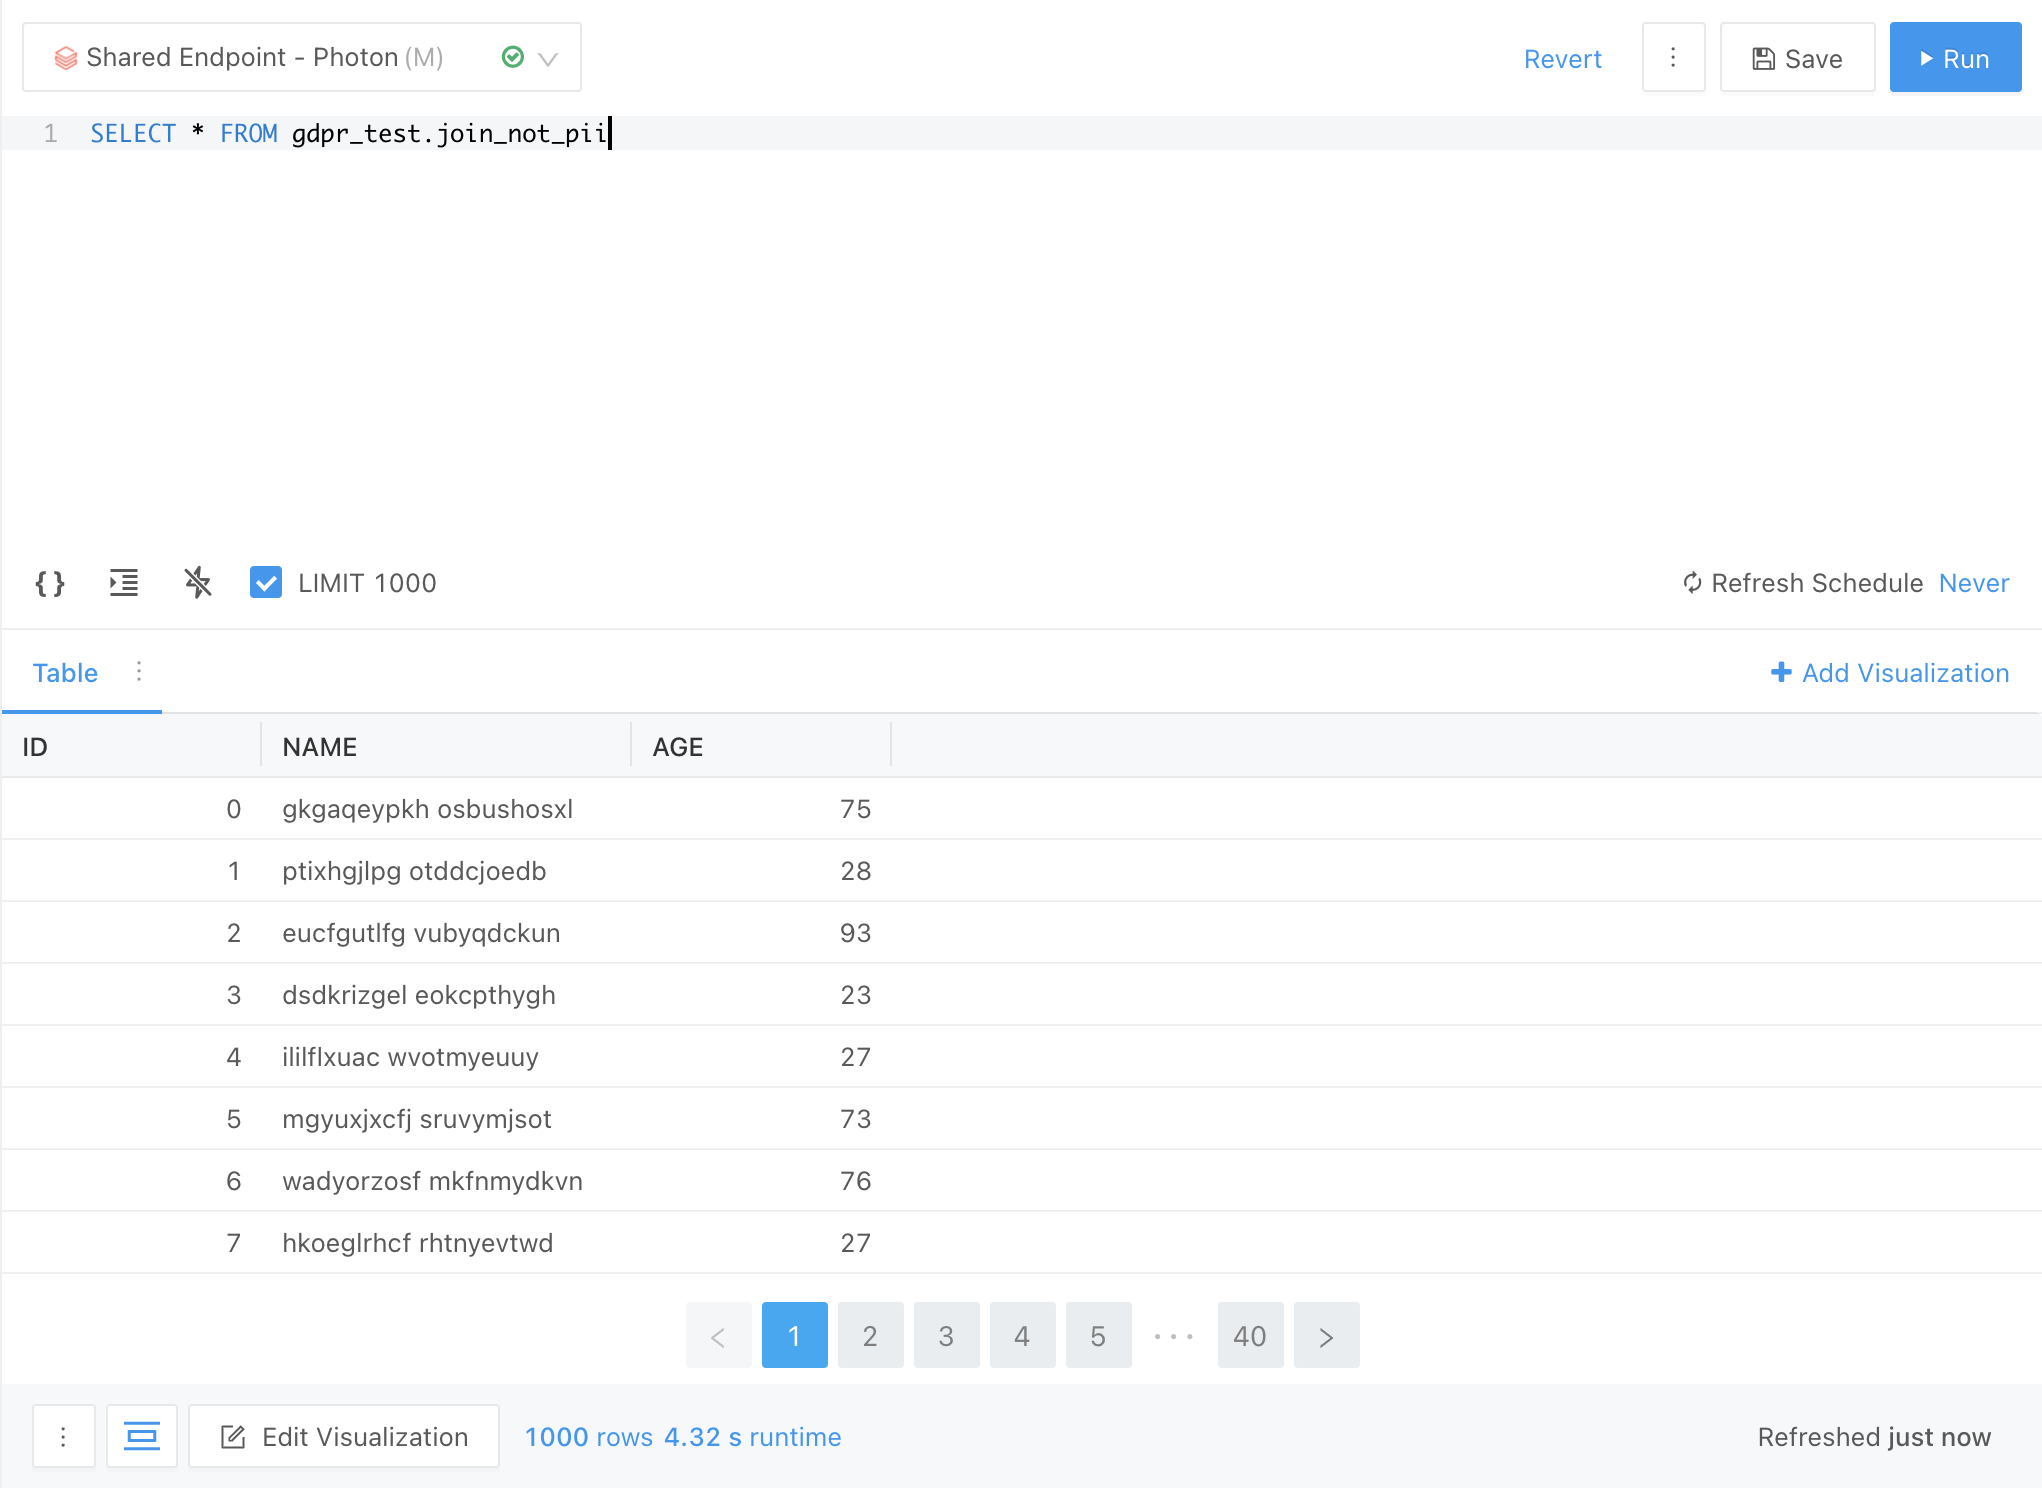 Shared Endpoint - Photon (M)
Revert
⋮
Save
Run
1 SELECT * FROM gdpr_test.join_not_pii
{} LIMIT 1000
Refresh Schedule Never
Table ⋮
+ Add Visualization
ID NAME AGE
0 gkgaqeypkh osbushosxl 75
1 ptixhgjlpg otddcjoedb 28
2 eucfgutlfg vubyqdckun 93
3 dsdkrizgel eokcpthygh 23
4 ililflxuac wvotmyeuuy 27
5 mgyuxjxcfj sruvymjsot 73
6 wadyorzosf mkfnmydkvn 76
7 hkoeglrhcf rhtnyevtwd 27
< 1 2 3 4 5 ··· 40 >
⋮ Edit Visualization 1000 rows 4.32 s runtime
Refreshed just now